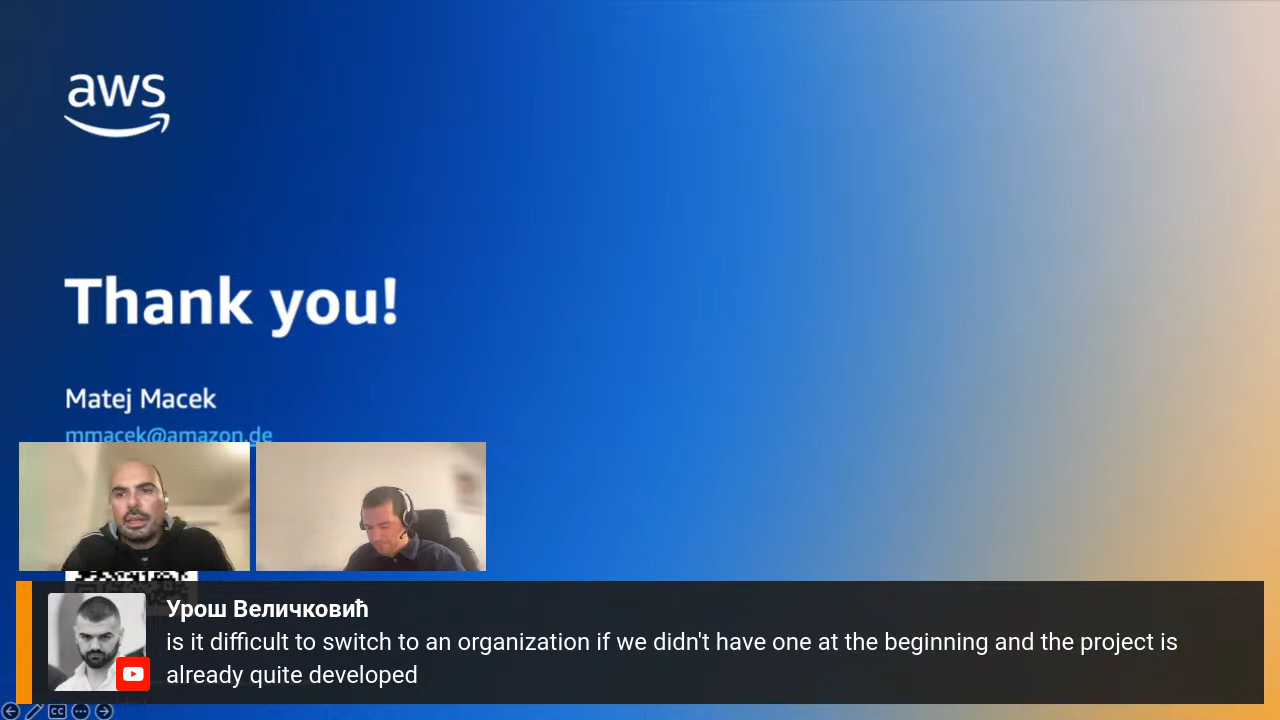 aws
Thank you!
Matej Macek
mmacek@amazon.de
Урош Величковић
is it difficult to switch to an organization if we didn't have one at the beginning and the project is
already quite developed
CC